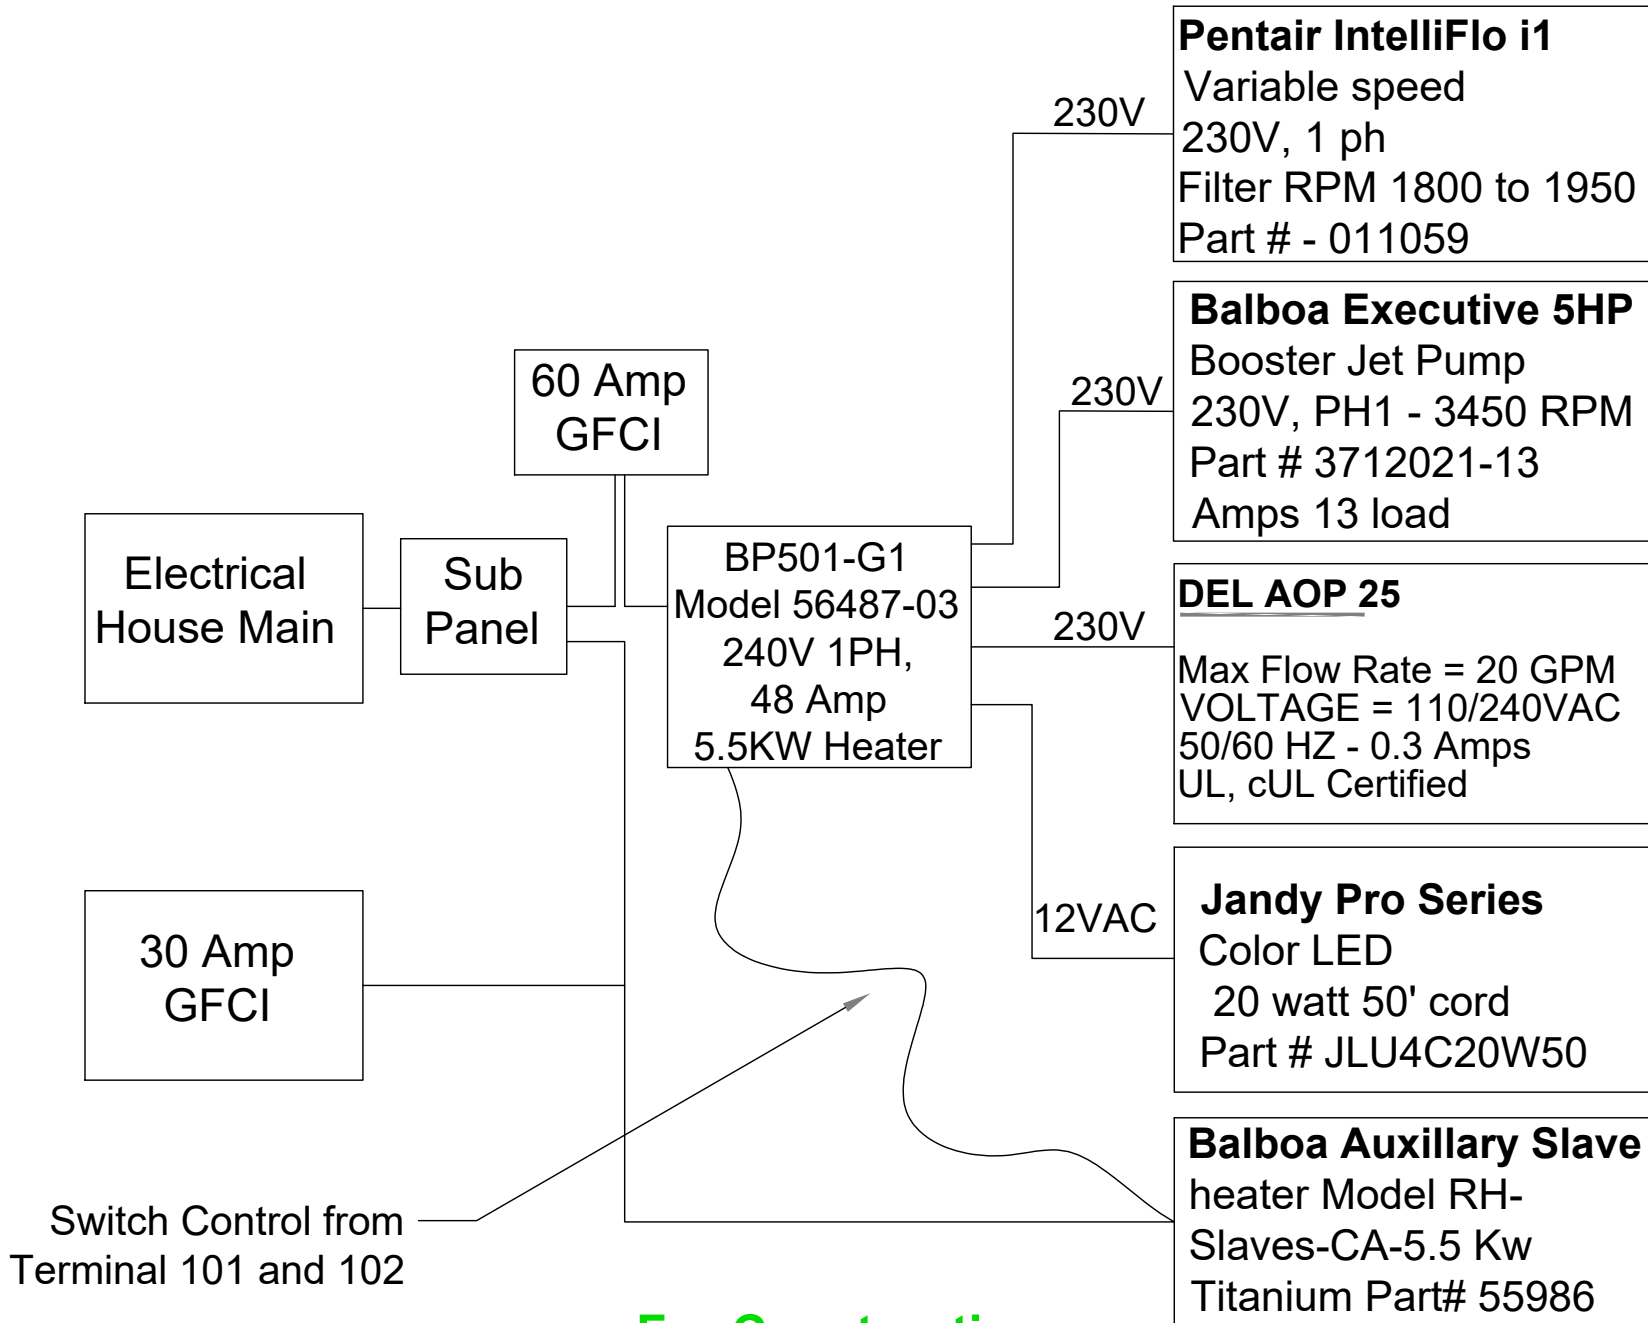 Pentair IntelliFlo i1
Variable speed
230V, 1 ph
Filter RPM 1800 to 1950
Part # - 011059
230V
Balboa Executive 5HP
Booster Jet Pump
230V, PH1 - 3450 RPM
Part # 3712021-13
Amps 13 load
230V
60 Amp
GFCI
Electrical
House Main
Sub
Panel
BP501-G1
Model 56487-03
240V 1PH,
48 Amp
5.5KW Heater
230V
DEL AOP 25
Max Flow Rate = 20 GPM
VOLTAGE = 110/240VAC
50/60 HZ - 0.3 Amps
UL, cUL Certified
12VAC
Jandy Pro Series
Color LED
20 watt 50' cord
Part # JLU4C20W50
30 Amp
GFCI
Balboa Auxillary Slave
heater Model RH-
Slaves-CA-5.5 Kw
Titanium Part# 55986
Switch Control from
Terminal 101 and 102